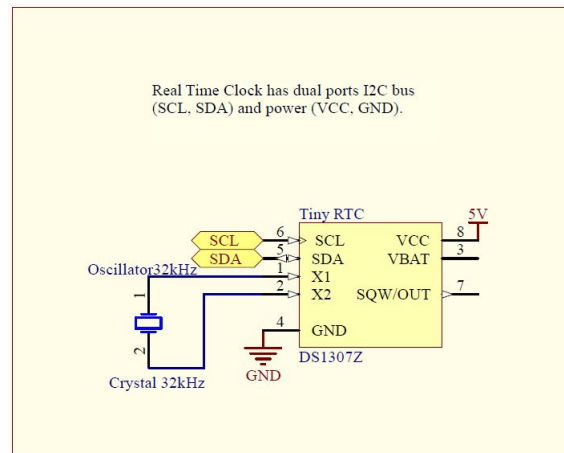 Real Time Clock has dual ports I2C bus
(SCL, SDA) and power (VCC, GND).
Tiny RTC
5V
SCL 6 SCL VCC 8
SDA 5 SDA VBAT 3
Oscillator32kHz 1 X1
2 X2 SQW/OUT 7
1
4 GND
2
GND
DS1307Z
Crystal 32kHz